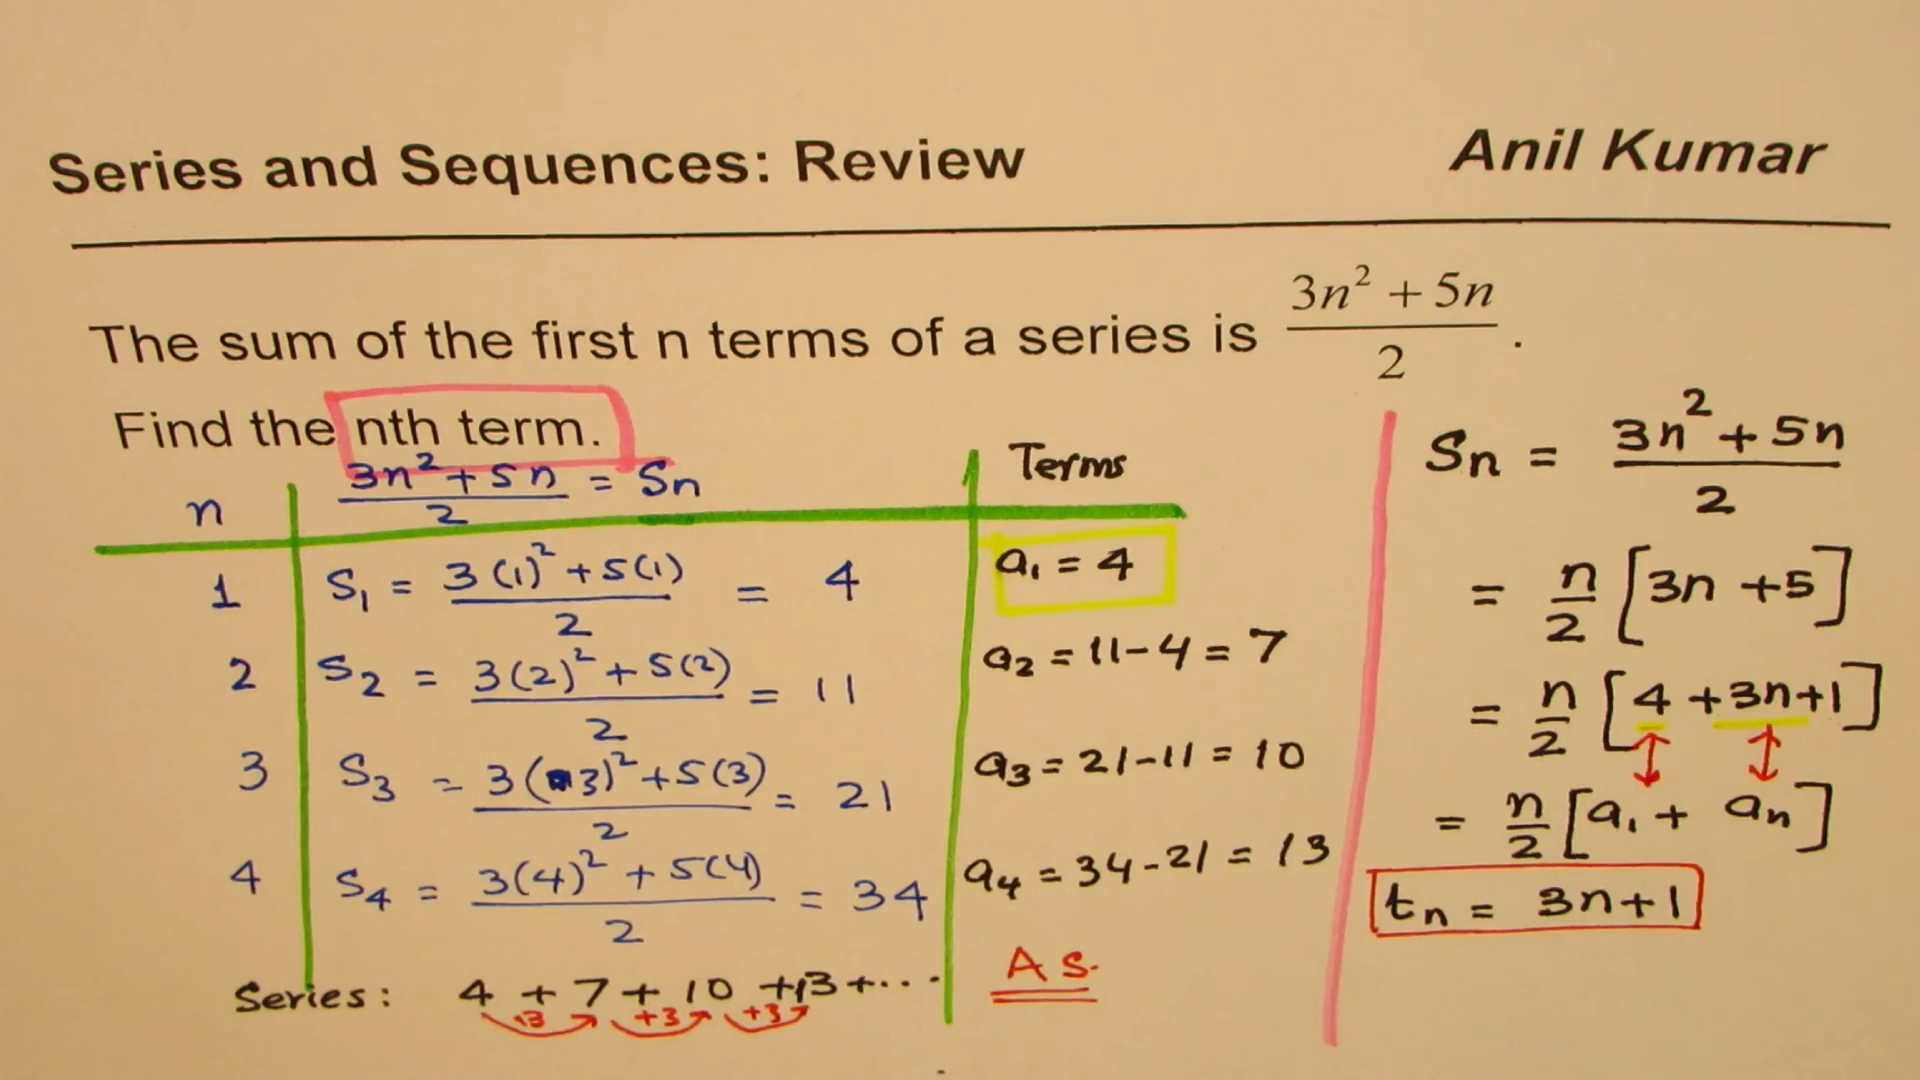 Series and Sequences: Review
Anil Kumar
The sum of the first n terms of a series is (3n² + 5n)/2 .
Find the nth term.
n
(3n² + 5n)/2 = Sn
Terms
1
S₁ = (3(1)² + 5(1))/2 = 4
a₁ = 4
2
S₂ = (3(2)² + 5(2))/2 = 11
a₂ = 11 - 4 = 7
3
S₃ = (3(3)² + 5(3))/2 = 21
a₃ = 21 - 11 = 10
4
S₄ = (3(4)² + 5(4))/2 = 34
a₄ = 34 - 21 = 13
Series: 4 + 7 + 10 + 13 + ...
+3 +3 +3
A S.
Sn = (3n² + 5n)/2
= n/2 [3n + 5]
= n/2 [4 + 3n + 1]
= n/2 [a₁ + an]
tn = 3n + 1